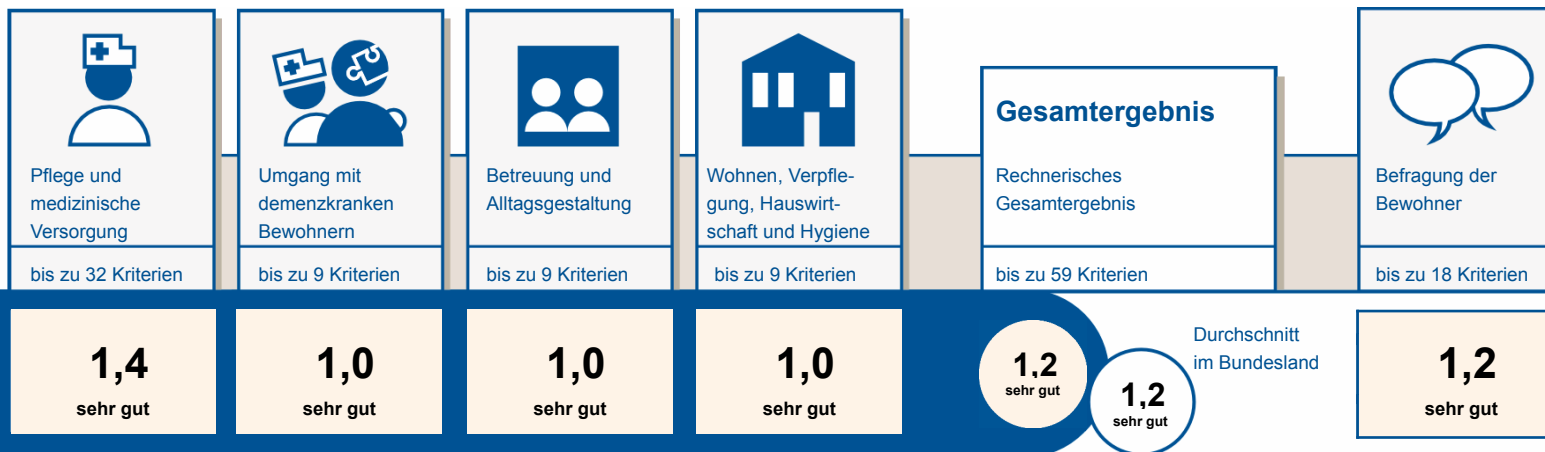 Pflege und
medizinische
Versorgung
bis zu 32 Kriterien
1,4
sehr gut
Umgang mit
demenzkranken
Bewohnern
bis zu 9 Kriterien
1,0
sehr gut
Betreuung und
Alltagsgestaltung
bis zu 9 Kriterien
1,0
sehr gut
Wohnen, Verpfle-
gung, Hauswirt-
schaft und Hygiene
bis zu 9 Kriterien
1,0
sehr gut
Gesamtergebnis
Rechnerisches
Gesamtergebnis
bis zu 59 Kriterien
1,2
sehr gut
Durchschnitt
im Bundesland
1,2
sehr gut
Befragung der
Bewohner
bis zu 18 Kriterien
1,2
sehr gut